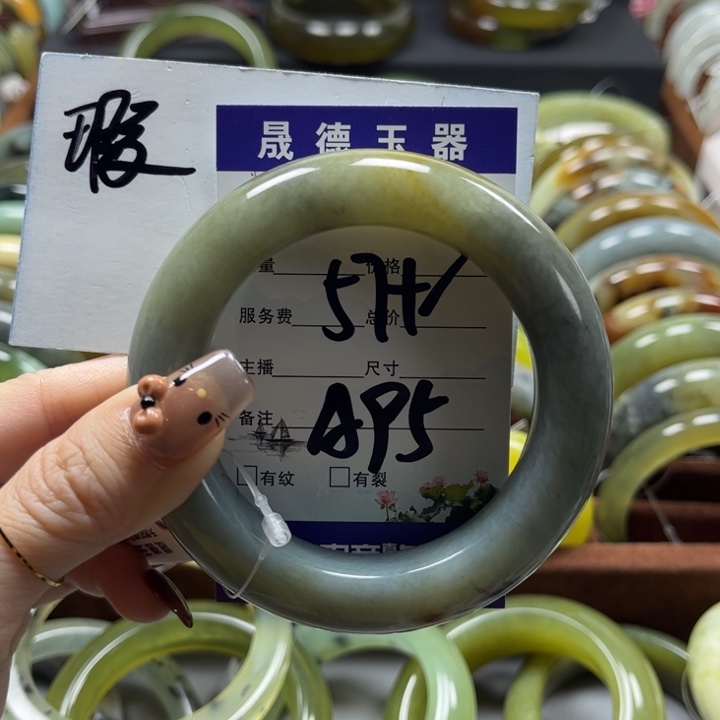 瑕
晟德玉器
量 价格
5H
服务费 总价
主播 尺寸
备注 AP5
□有纹 □有裂